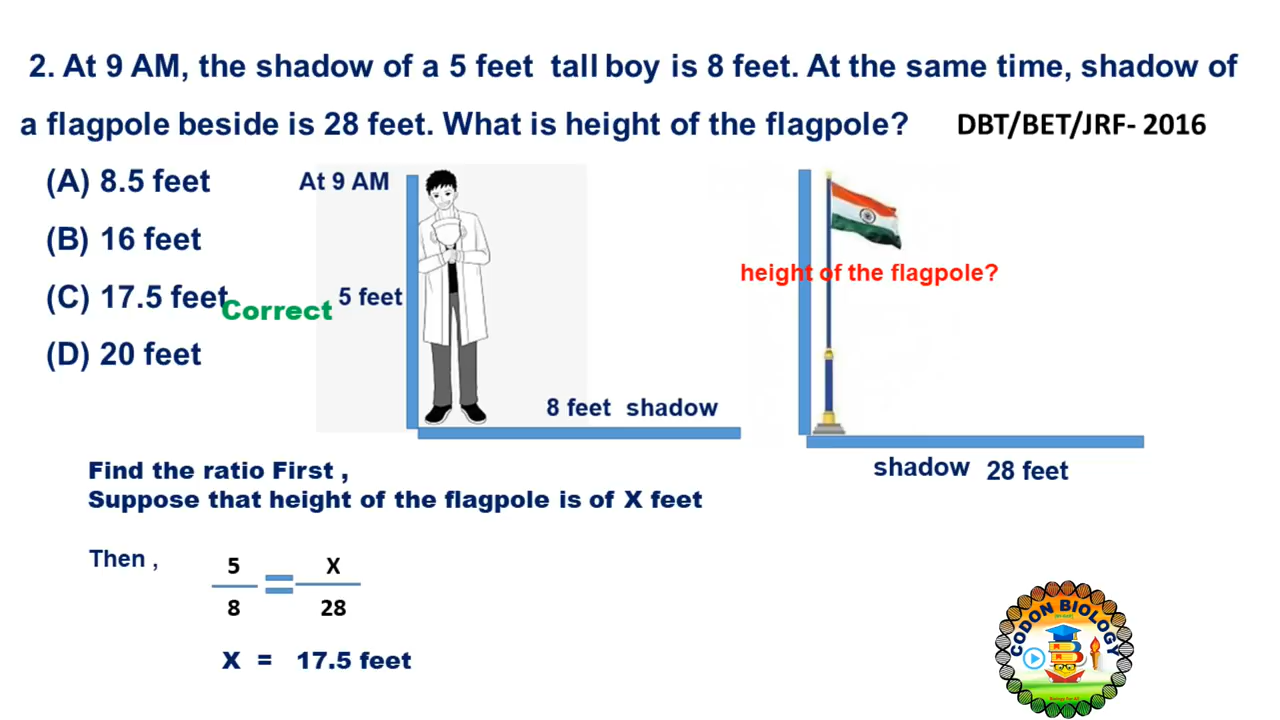 2. At 9 AM, the shadow of a 5 feet tall boy is 8 feet. At the same time, shadow of
a flagpole beside is 28 feet. What is height of the flagpole?
DBT/BET/JRF- 2016
(A) 8.5 feet
(B) 16 feet
(C) 17.5 feet
Correct
(D) 20 feet
At 9 AM
5 feet
8 feet shadow
height of the flagpole?
shadow 28 feet
Find the ratio First ,
Suppose that height of the flagpole is of X feet
Then ,
5
8
=
X
28
X = 17.5 feet
CODON BIOLOGY